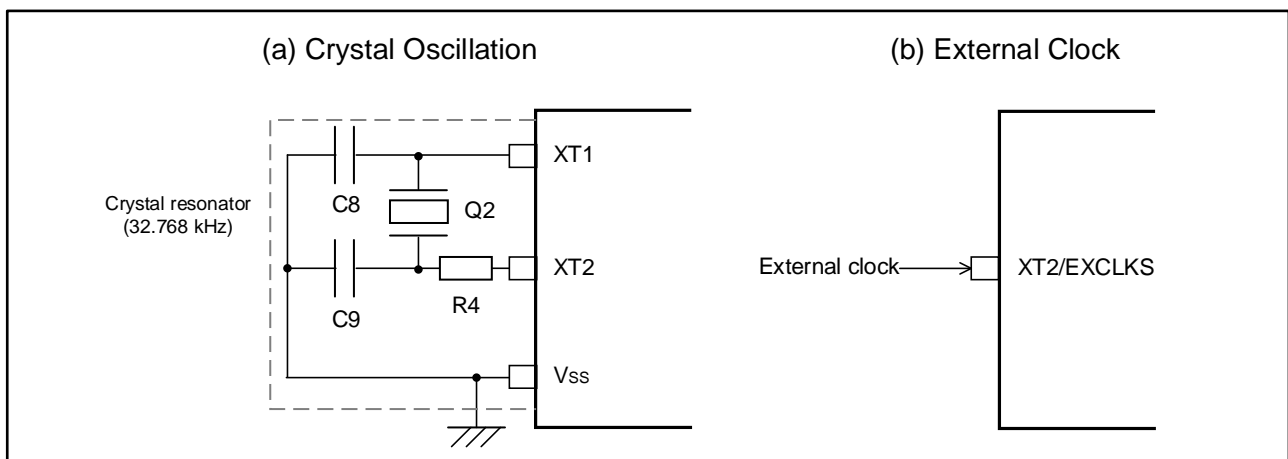 (a) Crystal Oscillation
(b) External Clock
XT1
C8
Q2
Crystal resonator
(32.768 kHz)
XT2
R4
C9
Vss
External clock
XT2/EXCLKS